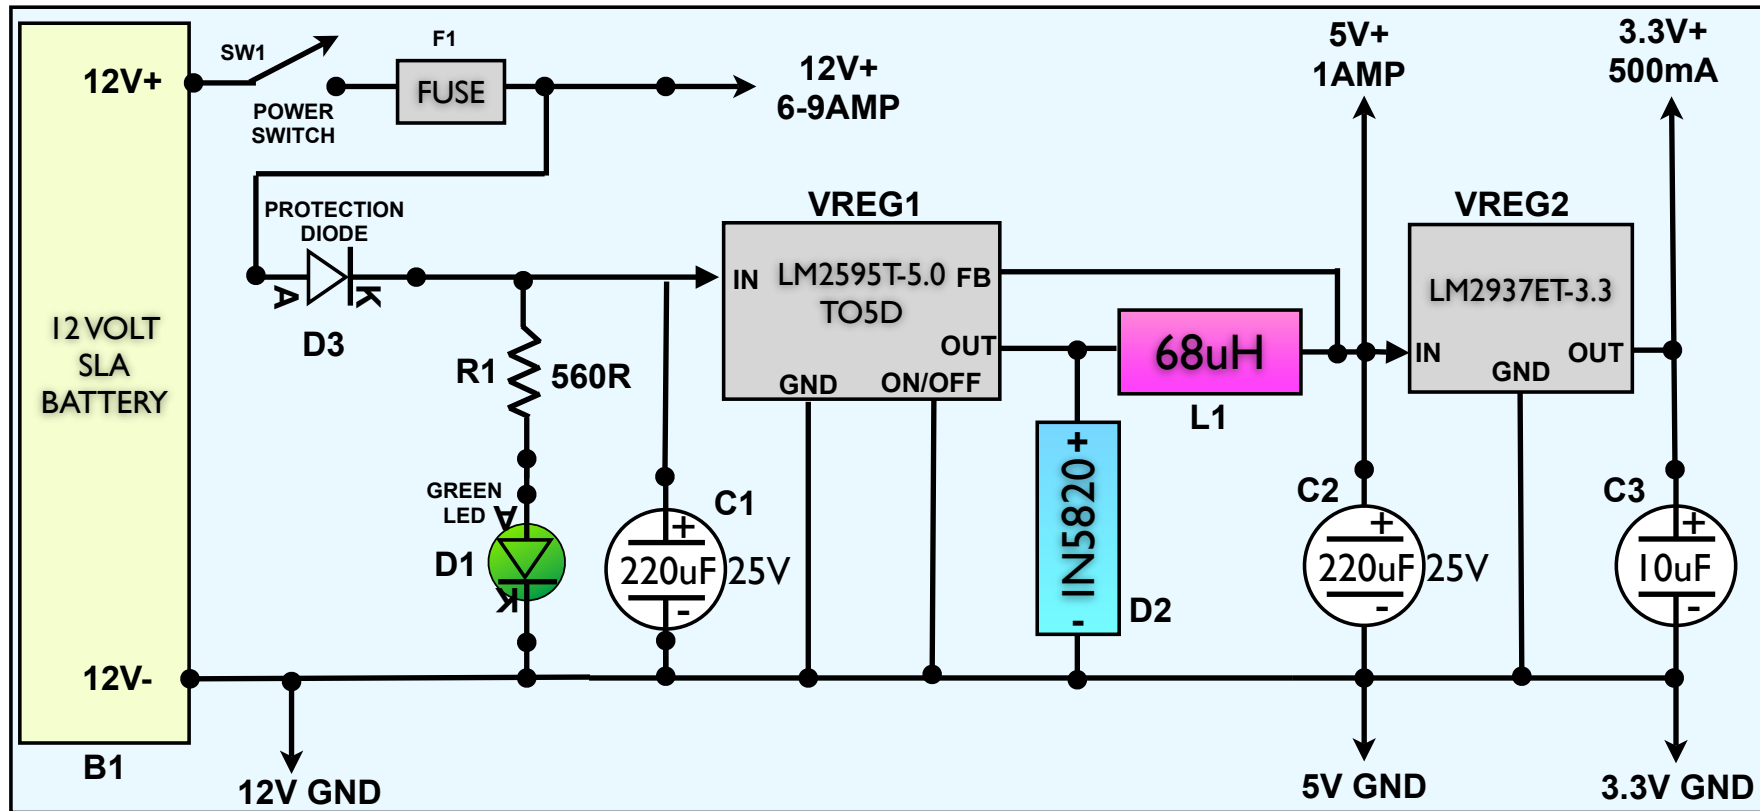 12V+
SW1
POWER
SWITCH
F1
FUSE
12V+
6-9AMP
5V+
1AMP
3.3V+
500mA
PROTECTION
DIODE
A
K
D3
VREG1
IN
LM2595T-5.0
TO5D
FB
OUT
GND
ON/OFF
VREG2
LM2937ET-3.3
IN
OUT
GND
12 VOLT
SLA
BATTERY
R1
560R
68uH
L1
GREEN
LED
A
D1
K
C1
+
220uF 25V
-
+
IN5820
-
D2
C2
+
220uF 25V
-
C3
+
10uF
-
12V-
B1
12V GND
5V GND
3.3V GND